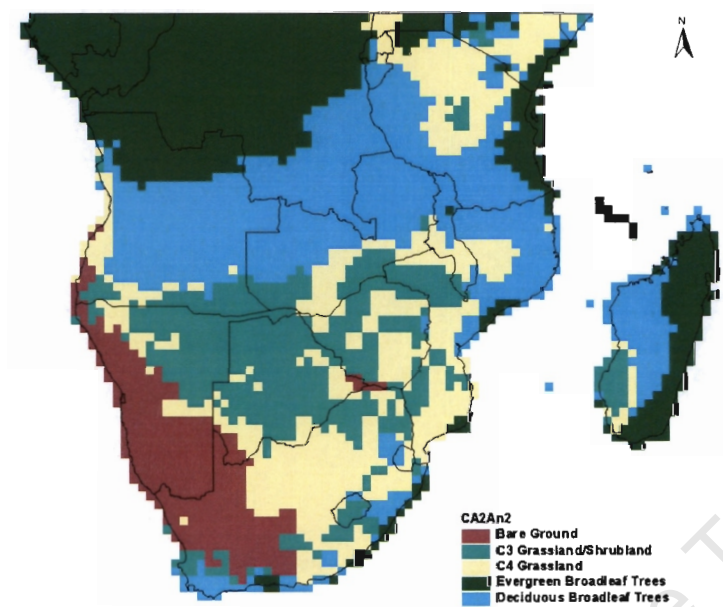 N
CA2An2
Bare Ground
C3 Grassland/Shrubland
C4 Grassland
Evergreen Broadleaf Trees
Deciduous Broadleaf Trees